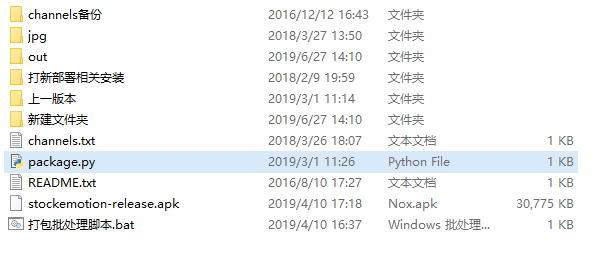 channels备份 2016/12/12 16:43 文件夹
jpg 2018/3/27 13:50 文件夹
out 2019/6/27 14:10 文件夹
打新部署相关安装 2018/2/9 19:59 文件夹
上一版本 2019/3/1 11:14 文件夹
新建文件夹 2019/6/27 14:10 文件夹
channels.txt 2018/3/26 18:07 文本文档 1 KB
package.py 2019/3/1 11:26 Python File 1 KB
README.txt 2016/8/10 17:27 文本文档 1 KB
stockemotion-release.apk 2019/4/10 17:18 Nox.apk 30,775 KB
打包批处理脚本.bat 2019/4/10 16:37 Windows 批处理... 1 KB